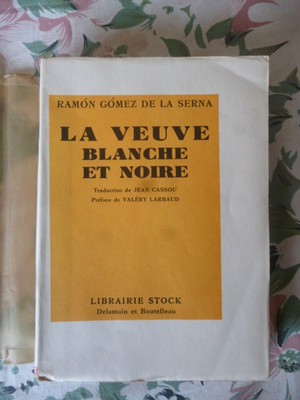 RAMÓN GÓMEZ DE LA SERNA
LA VEUVE
BLANCHE
ET NOIRE
Traduction de JEAN CASSOU
Préface de VALÉRY LARBAUD
LIBRAIRIE STOCK
Delamain et Boutelleau